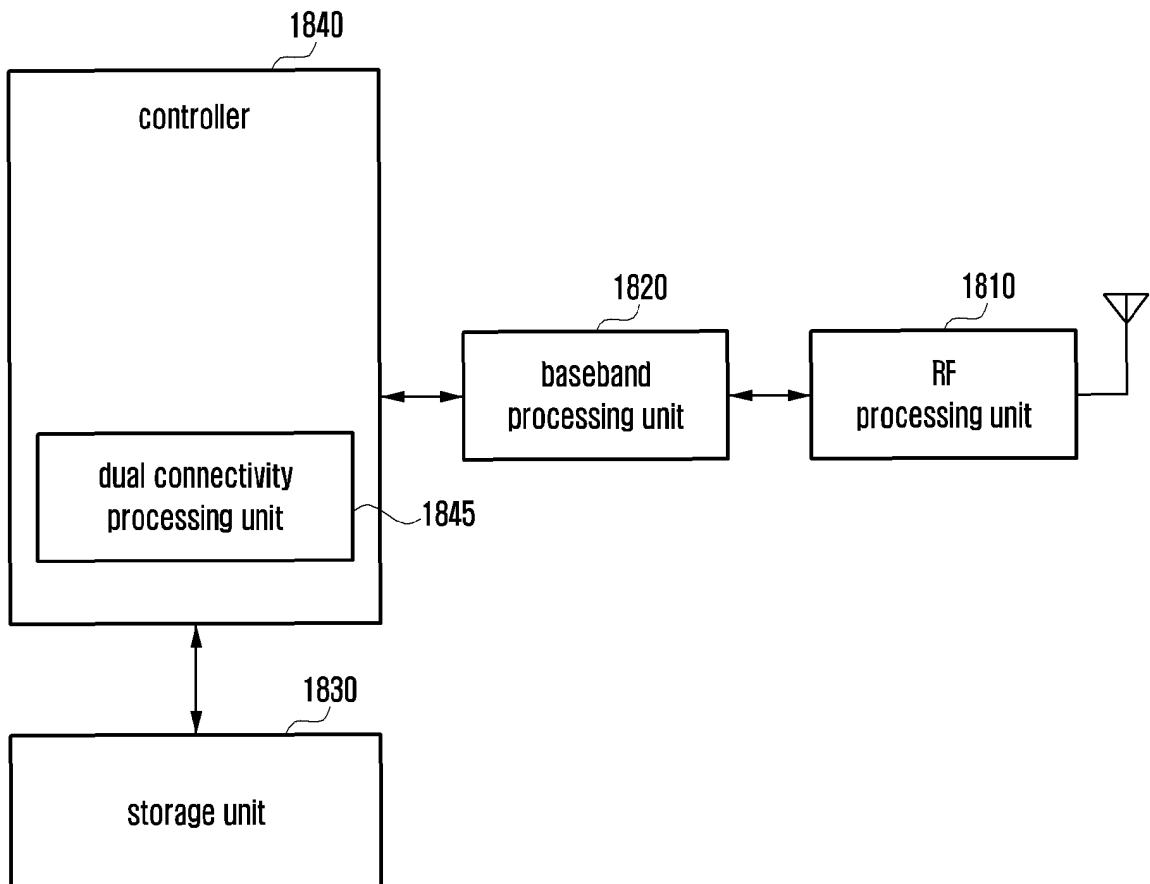 1840
controller
1820
1810
baseband
processing unit
RF
processing unit
dual connectivity
processing unit
1845
1830
storage unit